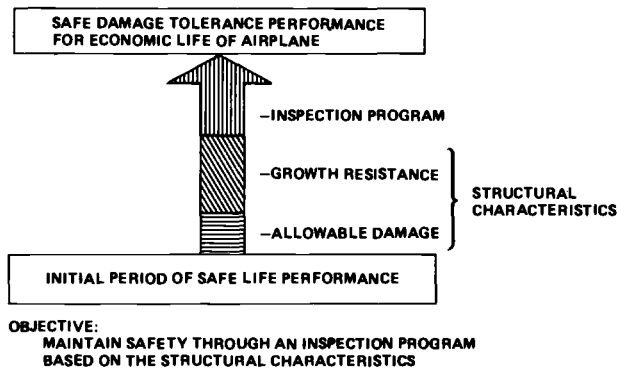 SAFE DAMAGE TOLERANCE PERFORMANCE
FOR ECONOMIC LIFE OF AIRPLANE
–INSPECTION PROGRAM
–GROWTH RESISTANCE
STRUCTURAL
CHARACTERISTICS
–ALLOWABLE DAMAGE
INITIAL PERIOD OF SAFE LIFE PERFORMANCE
OBJECTIVE:
MAINTAIN SAFETY THROUGH AN INSPECTION PROGRAM
BASED ON THE STRUCTURAL CHARACTERISTICS